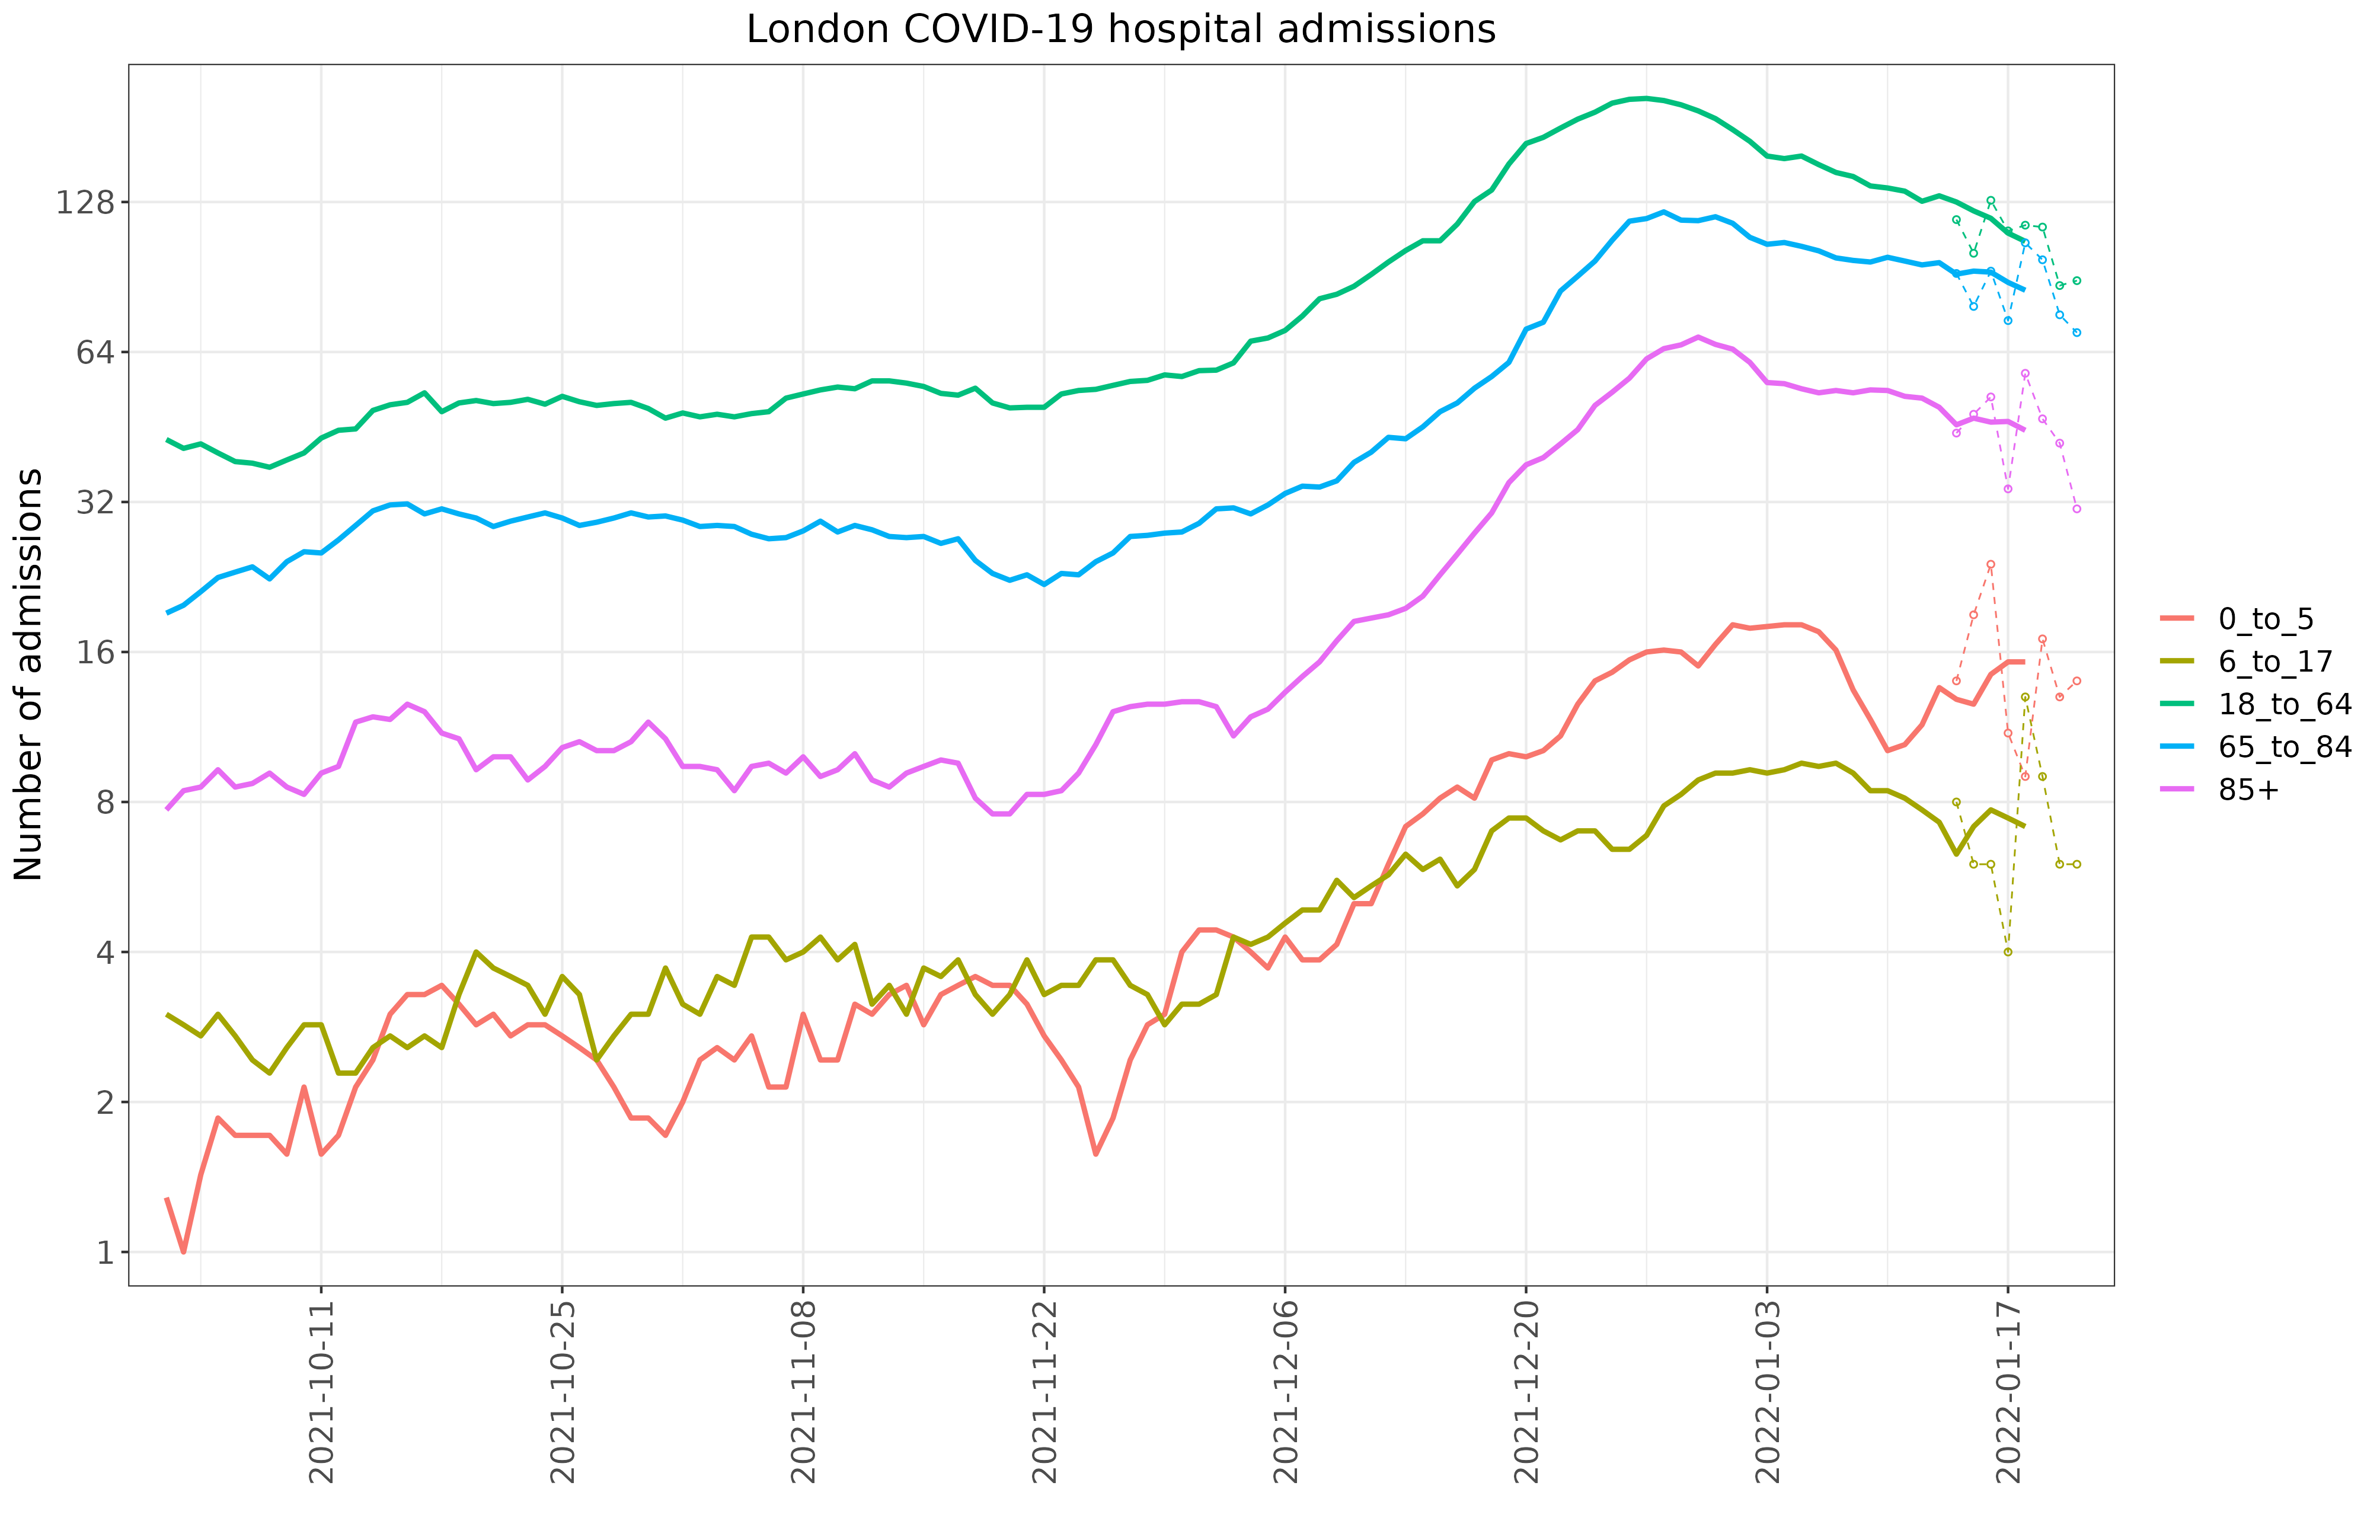 London COVID-19 hospital admissions
Number of admissions
128
64
32
16
8
4
2
1
2021-10-11
2021-10-25
2021-11-08
2021-11-22
2021-12-06
2021-12-20
2022-01-03
2022-01-17
0_to_5
6_to_17
18_to_64
65_to_84
85+